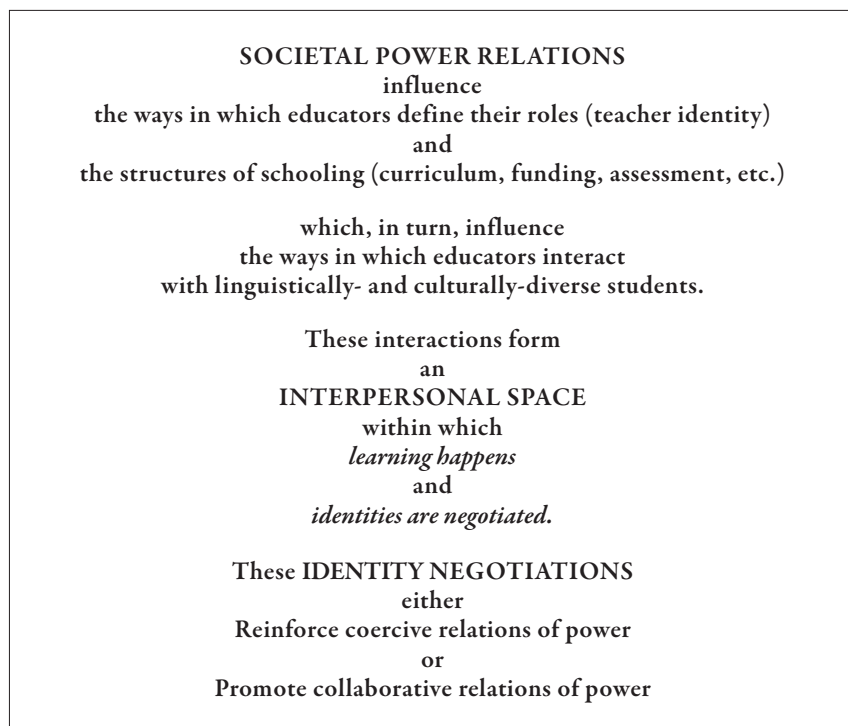 SOCIETAL POWER RELATIONS
influence
the ways in which educators define their roles (teacher identity)
and
the structures of schooling (curriculum, funding, assessment, etc.)
which, in turn, influence
the ways in which educators interact
with linguistically- and culturally-diverse students.
These interactions form
an
INTERPERSONAL SPACE
within which
learning happens
and
identities are negotiated.
These IDENTITY NEGOTIATIONS
either
Reinforce coercive relations of power
or
Promote collaborative relations of power